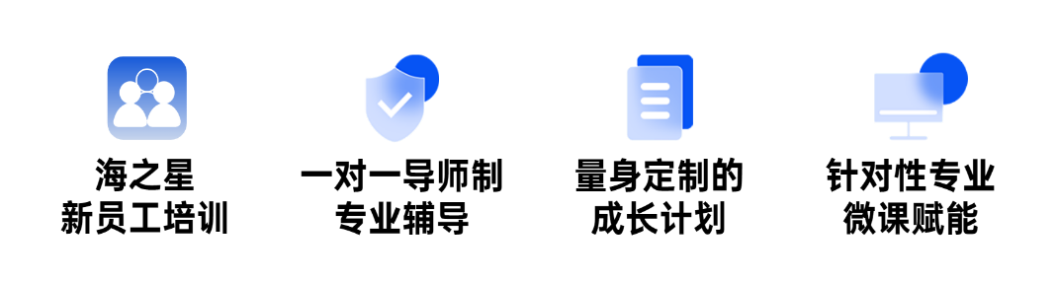 海之星
新员工培训
一对一导师制
专业辅导
量身定制的
成长计划
针对性专业
微课赋能